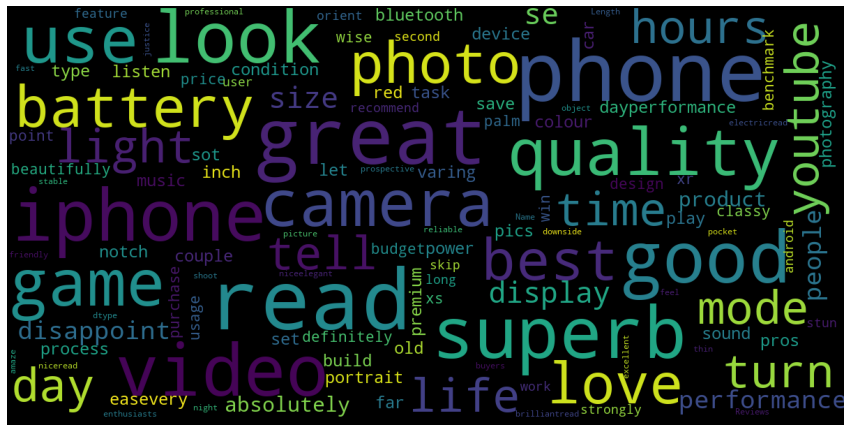 feature professional orient bluetooth se hours
use look justice wise second device car
fast type listen condition photo phone benchmark youtube
price user red task save dayperformance photography
battery size recommend palm colour object electricread
point light sot great quality
beautifully inch let varing design xr
stable music prospective Name product classy
iphone camera time win play
notch couple picture reliable pics downside pocket android people
friendly tell budgetpower best good
shoot niceelegant skip long feel
game purchase read premium xs display mode
dtype usage superb stun
disappoint set definitely old sound pros
process build buyers excellent thin
amaze niceread video portrait love turn
day easevery far life work performance
enthusiasts night absolutely brilliantread strongly Reviews
Length